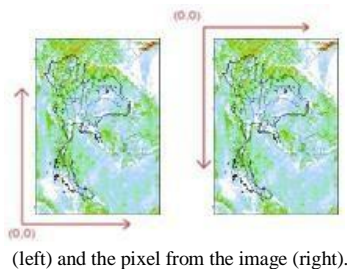 (0,0)
(0,0)
(left) and the pixel from the image (right).